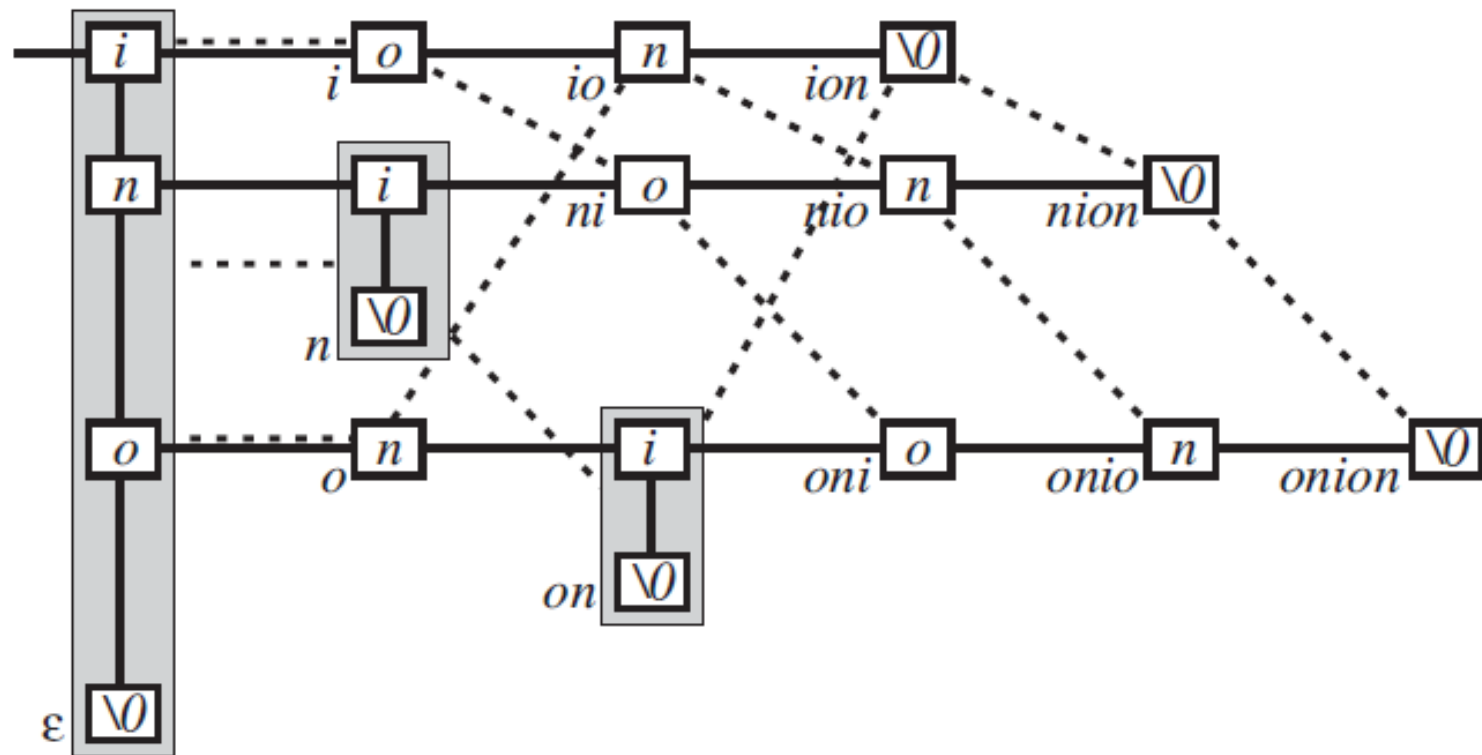 i o n \0
i io ion
n i o n \0
ni nio nion
\0
n
o n i o n \0
o oni onio onion
on \0
ε \0